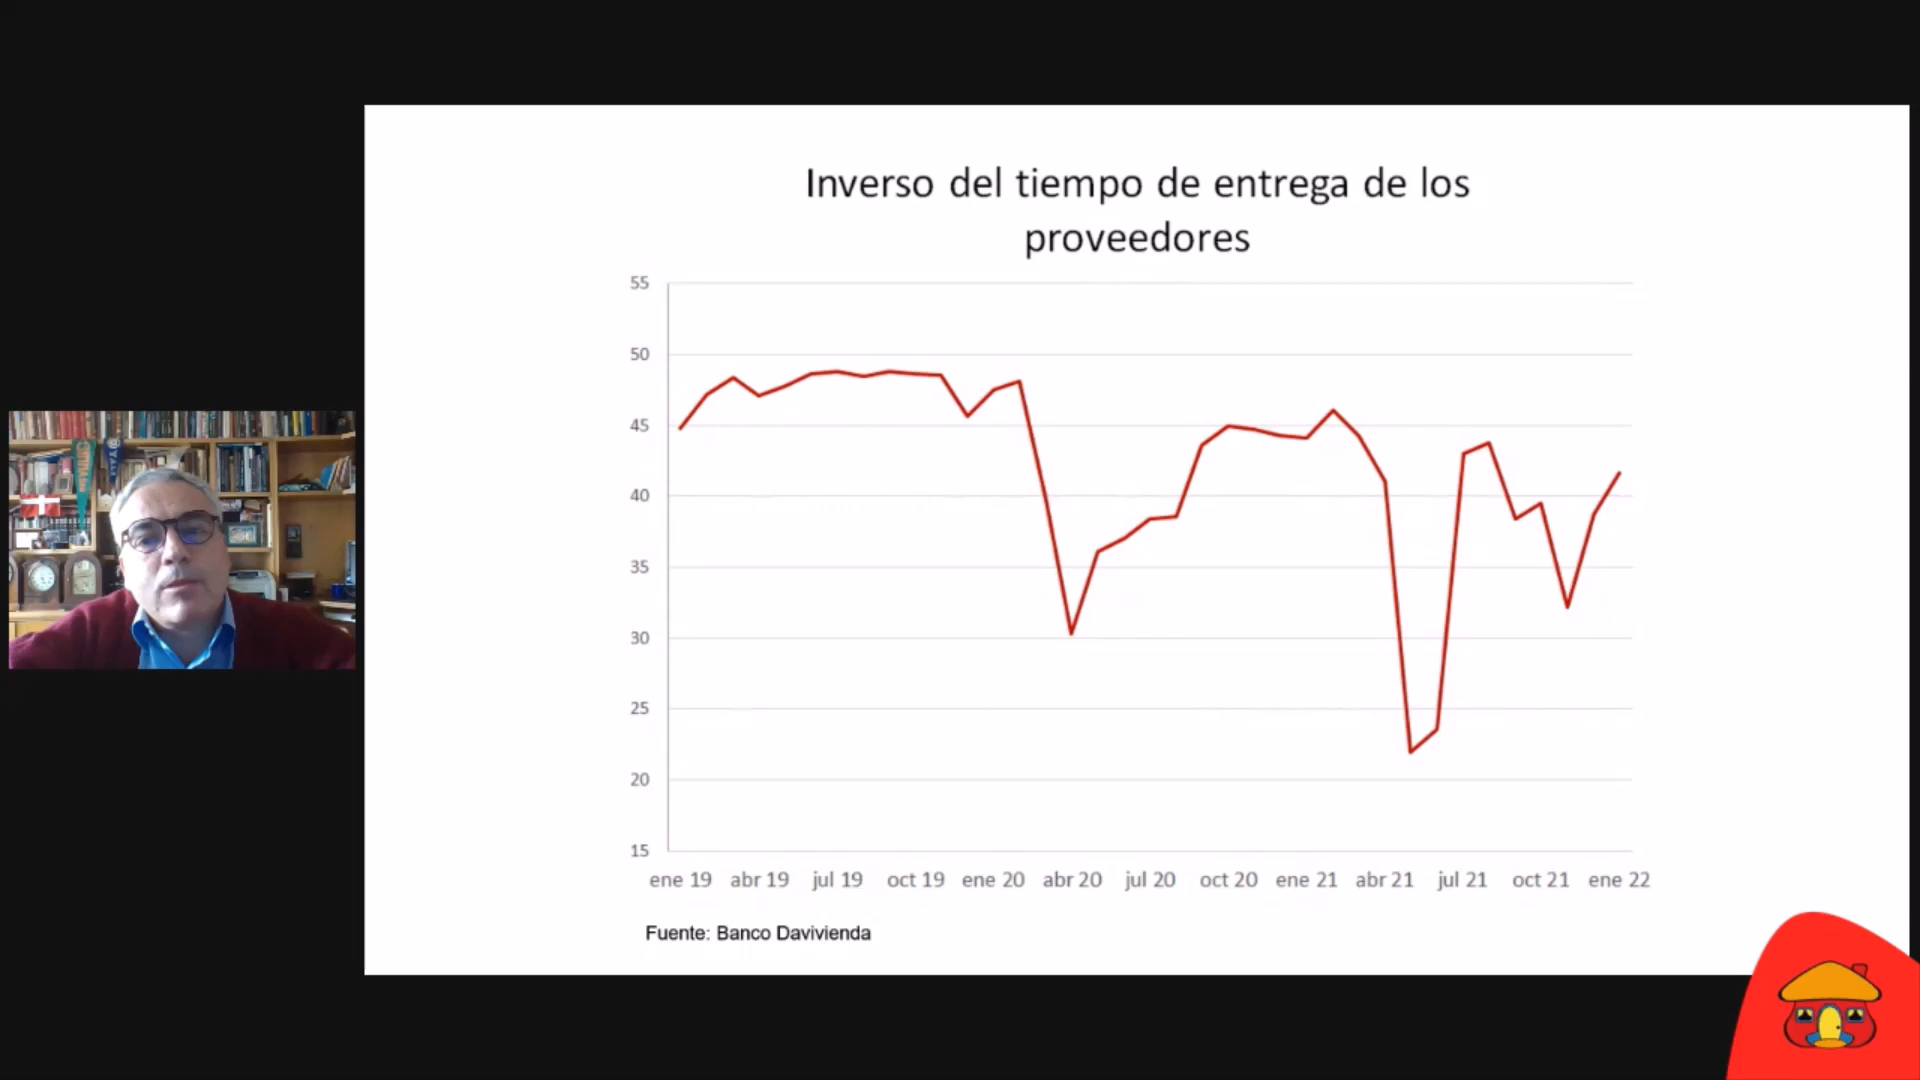 Inverso del tiempo de entrega de los
proveedores
55
50
45
40
35
30
25
20
15
ene 19 abr 19 jul 19 oct 19 ene 20 abr 20 jul 20 oct 20 ene 21 abr 21 jul 21 oct 21 ene 22
Fuente: Banco Davivienda